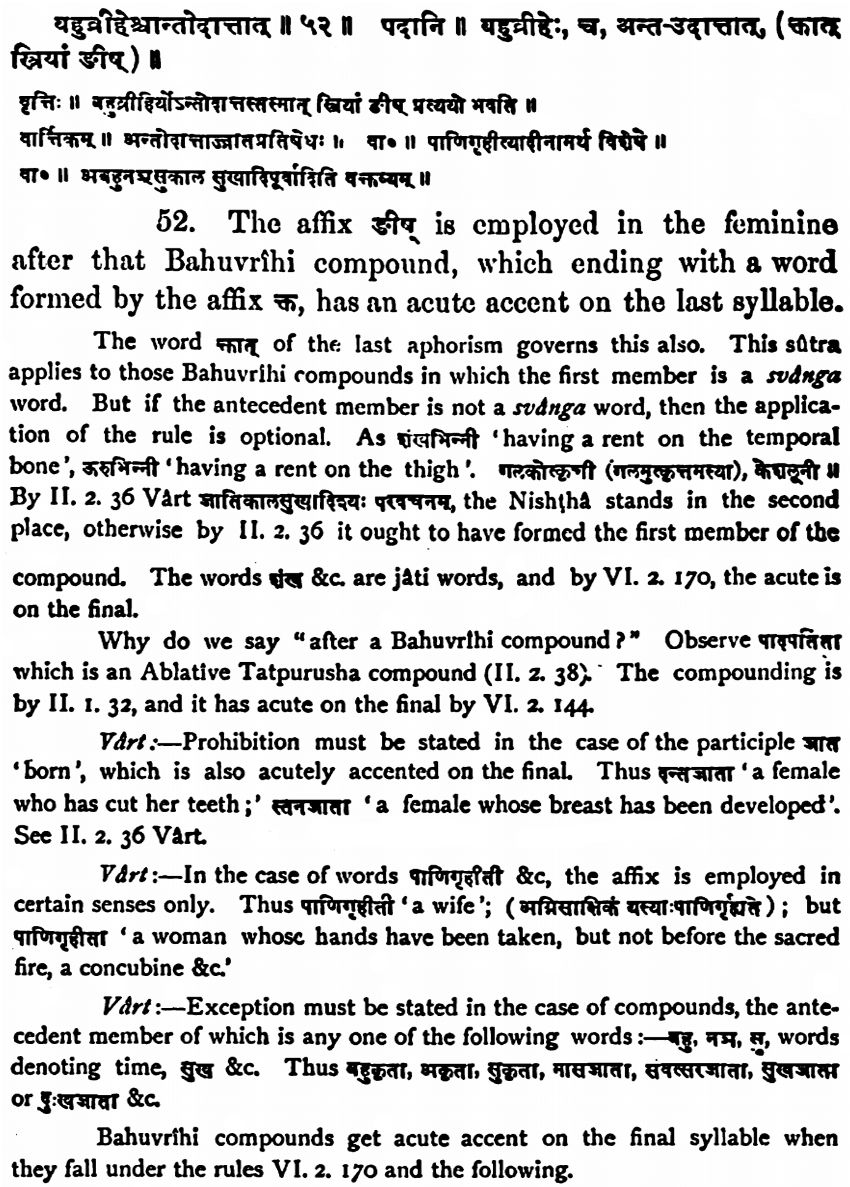 बहुव्रीहेश्चान्तोदात्तात् ॥ ५२ ॥ पदानि ॥ बहुव्रीहेः, च, अन्त-उदात्तात्, (क्तात्
स्त्रियां ङीष्) ॥
वृत्तिः ॥ बहुव्रीहिर्योऽन्तोदात्तस्तस्मात् स्त्रियां ङीष् प्रत्ययो भवति ॥
वार्त्तिकम् ॥ अन्तोदात्ताज्जातप्रतिषेधः ॥ वा० ॥ पाणिगृहीत्यादीनामर्थ विशेषे ॥
वा० ॥ अबहुनञ्सुकाल सुखादिपूर्वादिति वक्तव्यम् ॥
52. The affix ङीष् is employed in the feminine
after that Bahuvrîhi compound, which ending with a word
formed by the affix क्त, has an acute accent on the last syllable.
The word क्तात् of the last aphorism governs this also. This sûtra
applies to those Bahuvrîhi compounds in which the first member is a svânga
word. But if the antecedent member is not a svânga word, then the applica-
tion of the rule is optional. As शंखभिन्नी 'having a rent on the temporal
bone', ऊरुभिन्नी 'having a rent on the thigh'. गलकोत्कृत्ती (गलमुत्कृत्तमस्या), केशलूनी ॥
By II. 2. 36 Vârt जातिकालसुखादिभ्यः परवचनम्, the Nishṭhâ stands in the second
place, otherwise by II. 2. 36 it ought to have formed the first member of the
compound. The words शंख &c. are jâti words, and by VI. 2. 170, the acute is
on the final.
Why do we say "after a Bahuvrîhi compound?" Observe पादपतिता
which is an Ablative Tatpurusha compound (II. 2. 38). The compounding is
by II. 1. 32, and it has acute on the final by VI. 2. 144.
Vârt:—Prohibition must be stated in the case of the participle जात
'born', which is also acutely accented on the final. Thus दन्तजाता 'a female
who has cut her teeth;' स्तनजाता 'a female whose breast has been developed'.
See II. 2. 36 Vârt.
Vârt:—In the case of words पाणिगृहीती &c, the affix is employed in
certain senses only. Thus पाणिगृहीती 'a wife'; (अग्निसाक्षिकं यस्याःपाणिर्गृह्यते); but
पाणिगृहीता 'a woman whose hands have been taken, but not before the sacred
fire, a concubine &c.'
Vârt:—Exception must be stated in the case of compounds, the ante-
cedent member of which is any one of the following words:—बहु, नञ, सु, words
denoting time, सुख &c. Thus बहुकृता, अकृता, सुकृता, मासजाता, संवत्सरजाता, सुखजाता
or दुःखजाता &c.
Bahuvrîhi compounds get acute accent on the final syllable when
they fall under the rules VI. 2. 170 and the following.